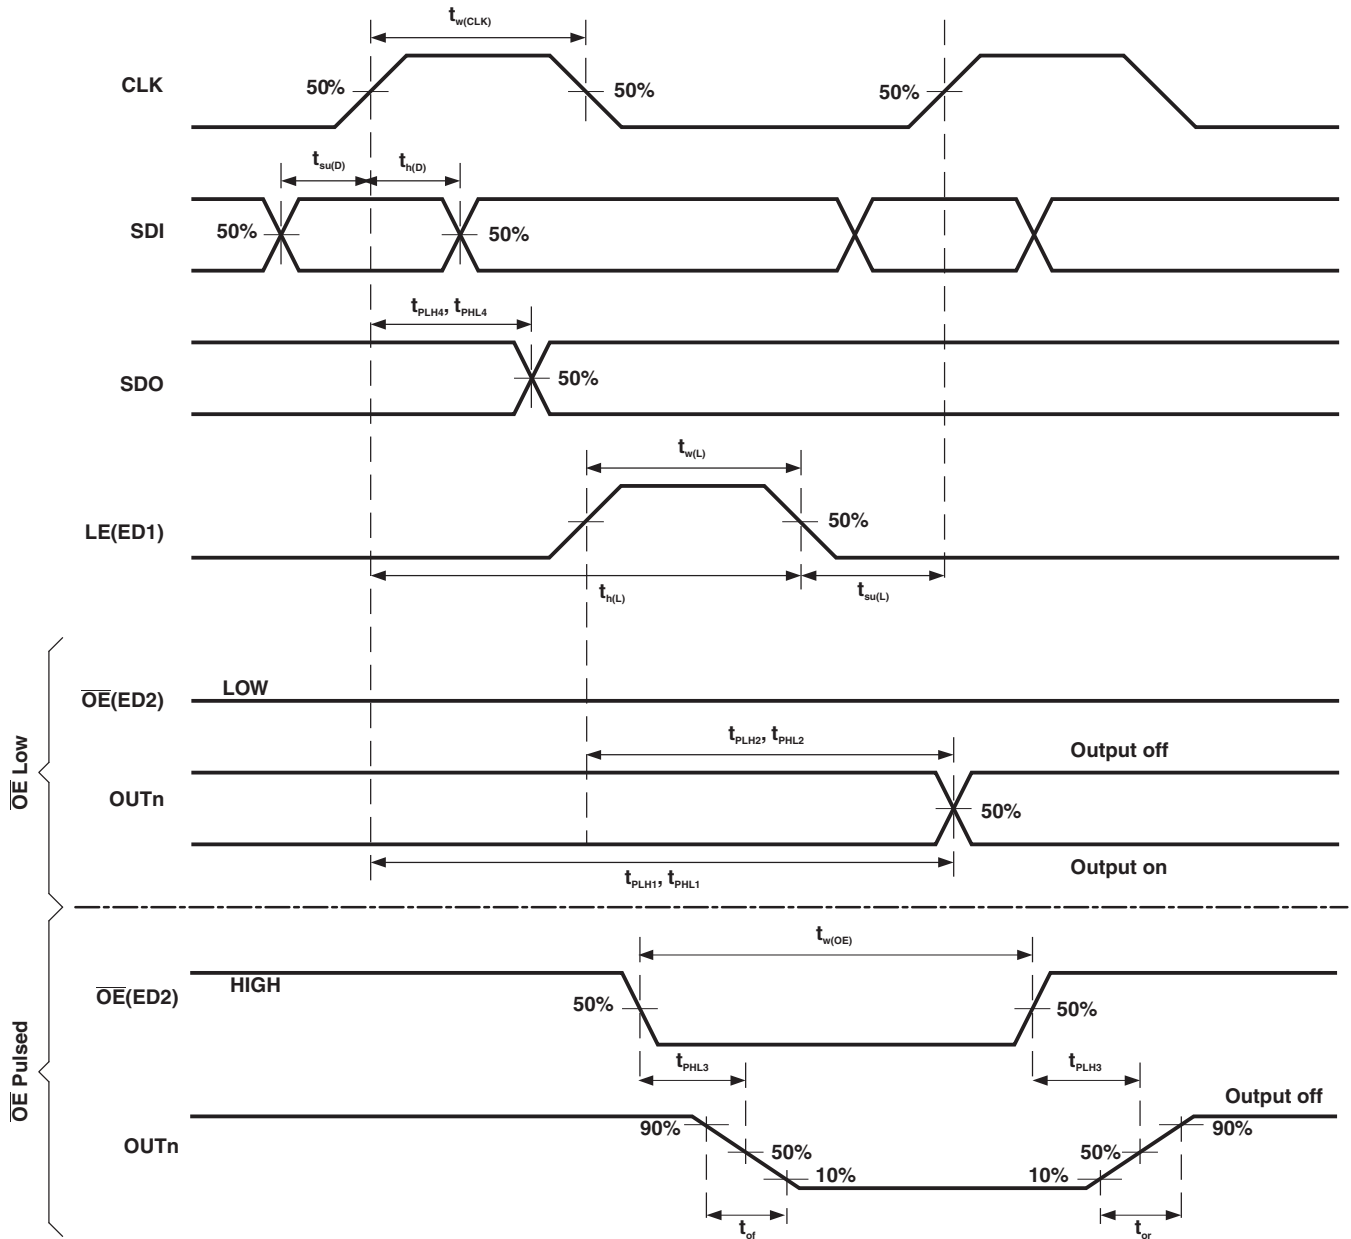 tw(CLK)
CLK
50%
50%
50%
tsu(D)
th(D)
SDI
50%
50%
tPLH4, tPHL4
SDO
50%
tw(L)
LE(ED1)
50%
th(L)
tsu(L)
OE Low
OE(ED2)
LOW
tPLH2, tPHL2
Output off
OUTn
50%
Output on
tPLH1, tPHL1
OE Pulsed
tw(OE)
OE(ED2)
HIGH
50%
50%
tPHL3
tPLH3
Output off
OUTn
90%
50%
10%
10%
50%
90%
tof
tor